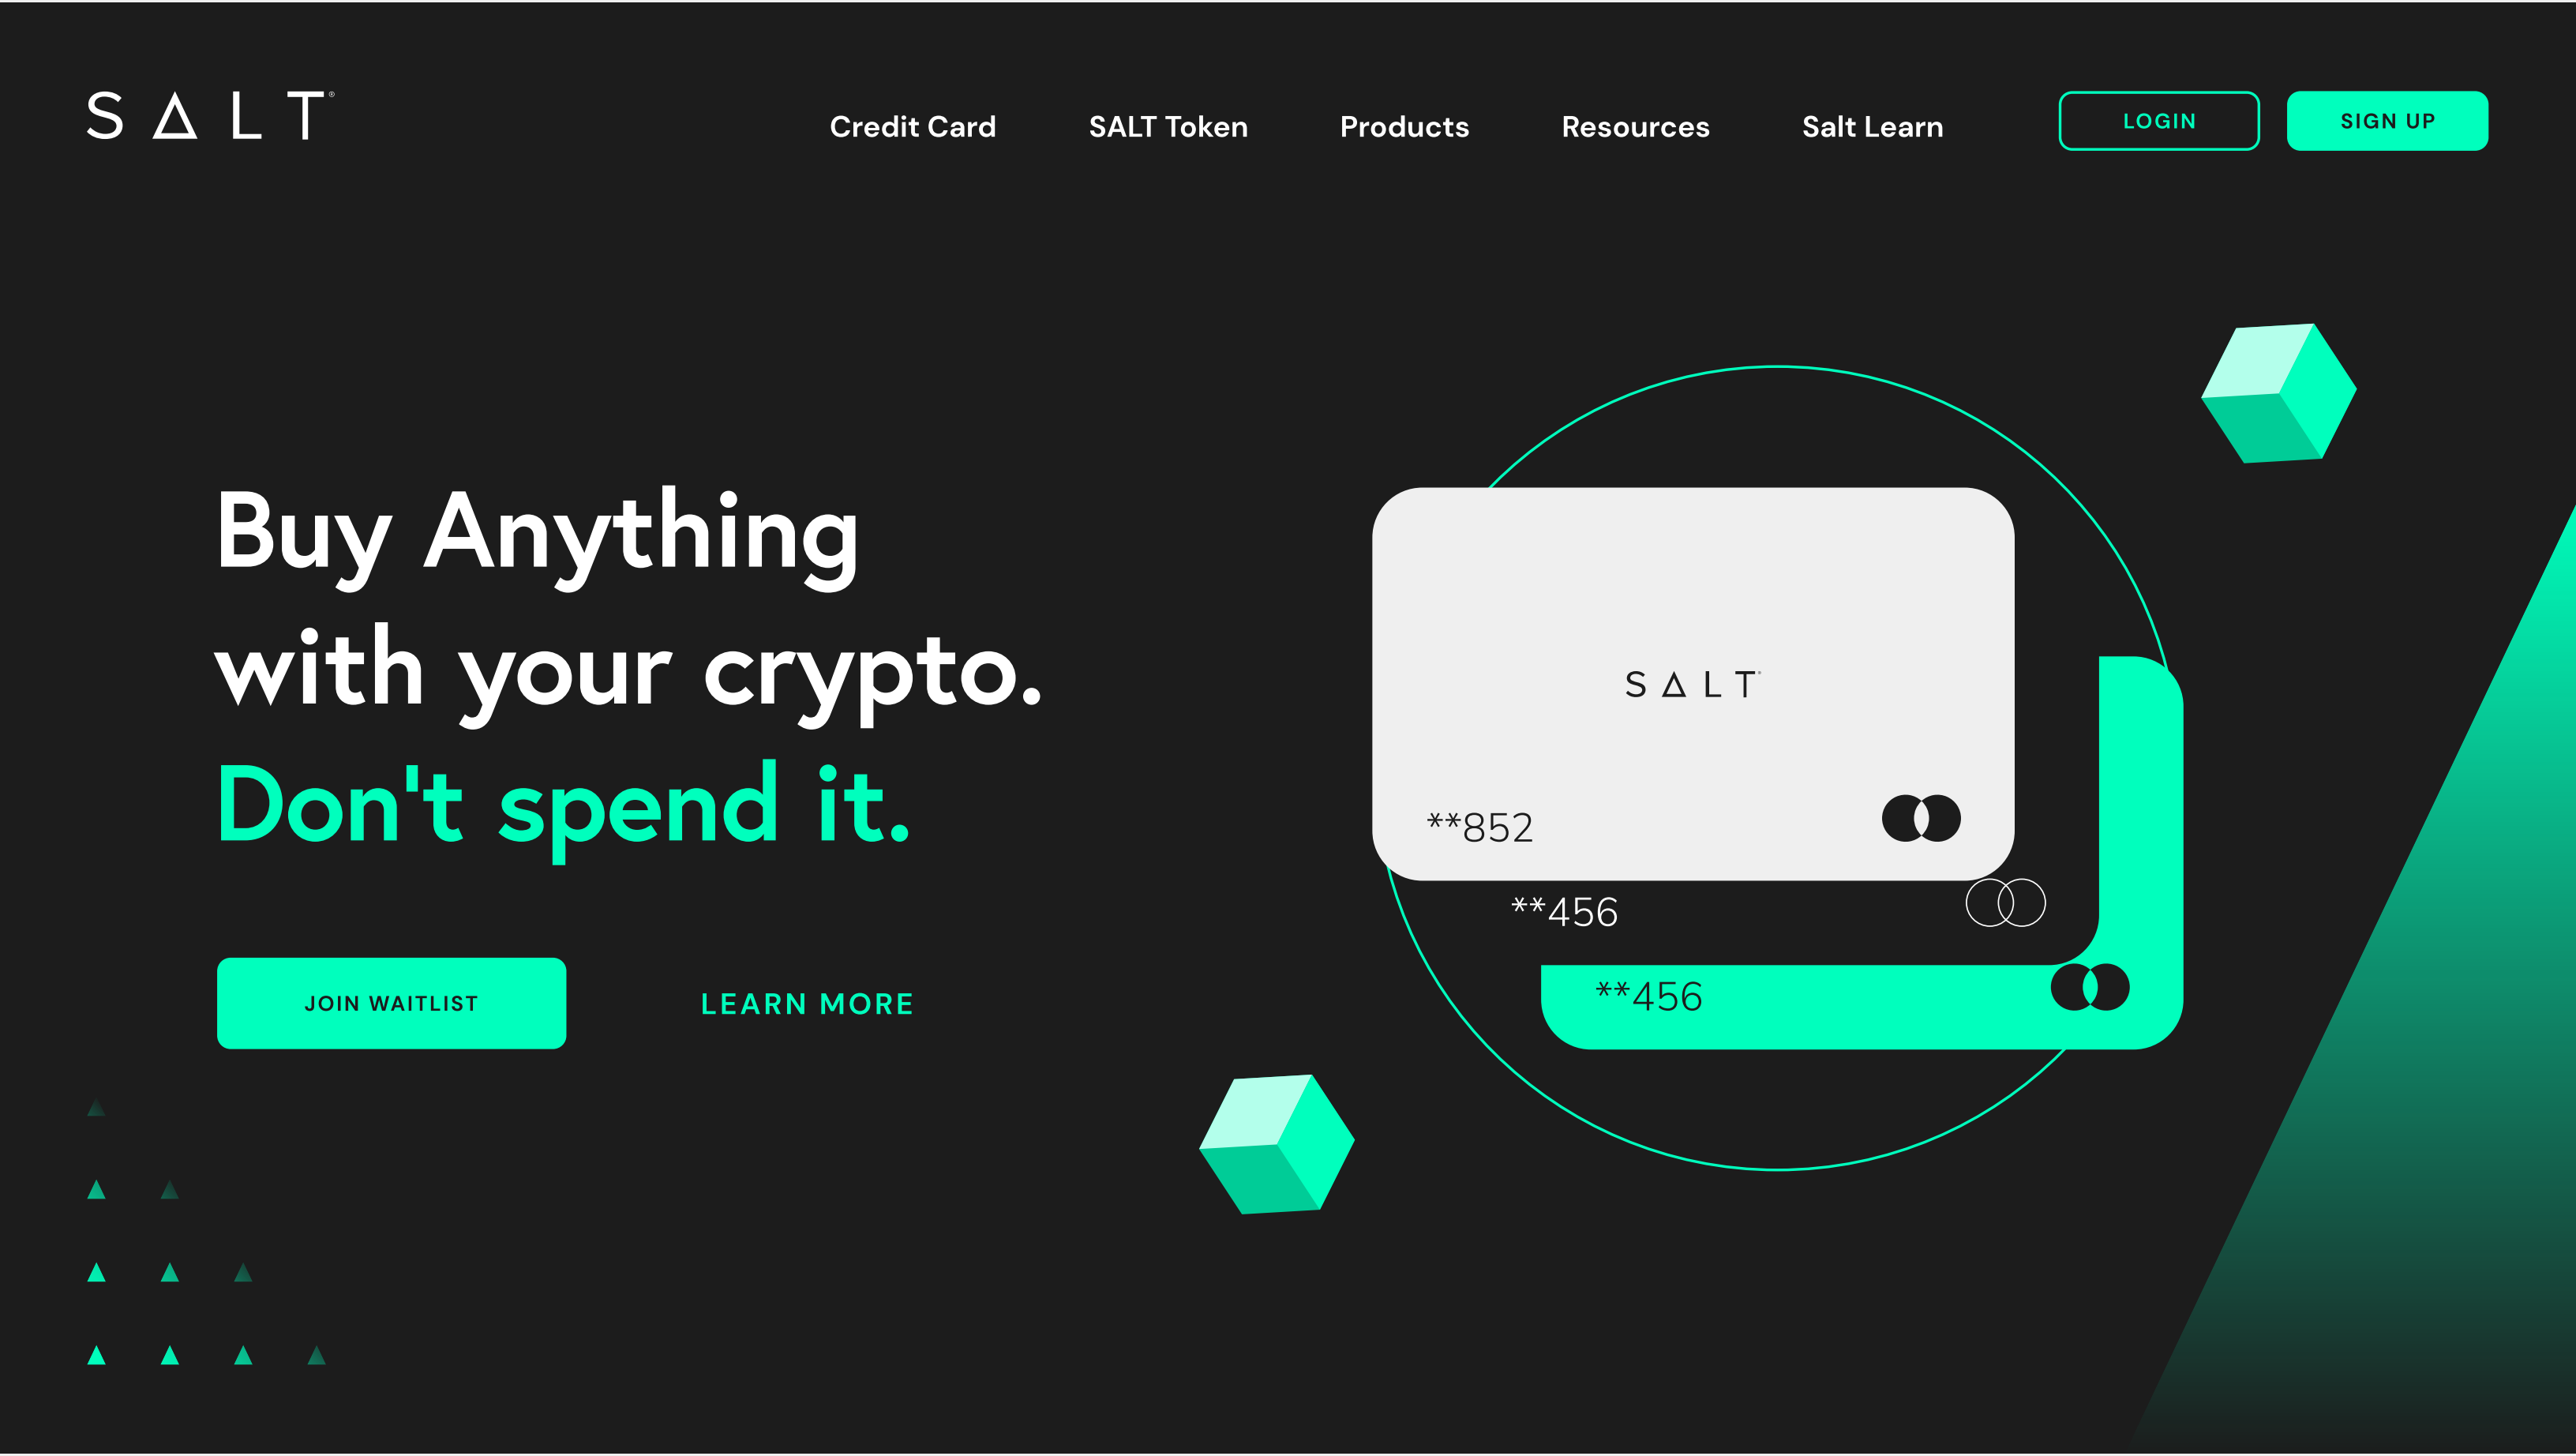 SALT®
Credit Card
SALT Token
Products
Resources
Salt Learn
LOGIN
SIGN UP
Buy Anything
with your crypto.
Don't spend it.
JOIN WAITLIST
LEARN MORE
SALT
**852
**456
**456